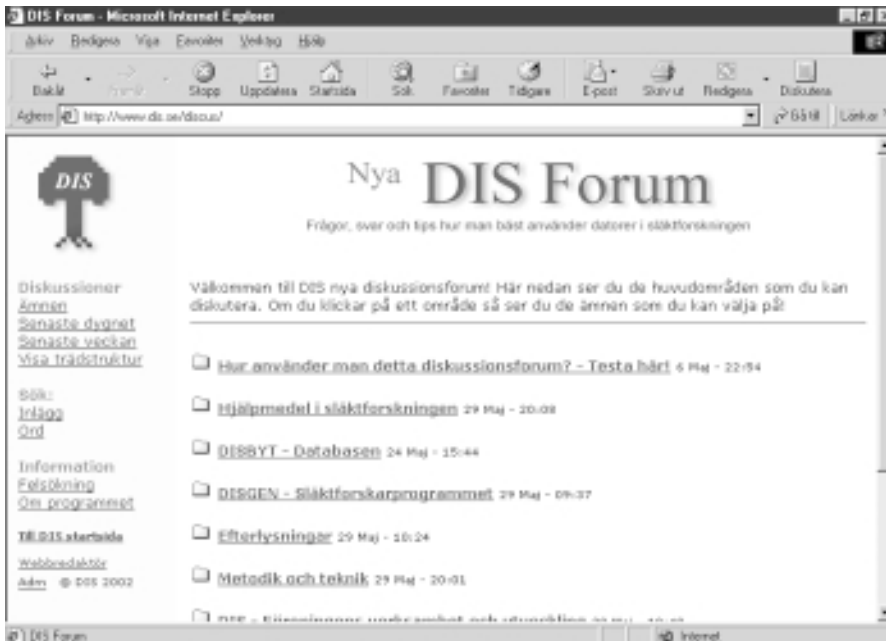 DIS Forum - Microsoft Internet Explorer
Arkiv Redigera Visa Favoriter Verktyg Hjälp
Bakåt Framåt Stopp Uppdatera Startsida Sök Favoriter Tidigare E-post Skriv ut Redigera Diskutera
Adress http://www.dis.se/discus/ Gå till Länkar
DIS
Nya DIS Forum
Frågor, svar och tips hur man bäst använder datorer i släktforskningen
Diskussioner
Ämnen
Senaste dygnet
Senaste veckan
Visa trädstruktur
Sök:
Inlägg
Ord
Information
Felsökning
Om programmet
Till DIS startsida
Webbredaktör
Adm © DIS 2002
Välkommen till DIS nya diskussionsforum! Här nedan ser du de huvudområden som du kan
diskutera. Om du klickar på ett område så ser du de ämnen som du kan välja på!
Hur använder man detta diskussionsforum? - Testa här! 6 Maj - 22:54
Hjälpmedel i släktforskningen 29 Maj - 20:08
DISBYT - Databasen 24 Maj - 15:44
DISGEN - Släktforskarprogrammet 29 Maj - 09:37
Efterlysningar 29 Maj - 18:24
Metodik och teknik 29 Maj - 20:01
DIS - Föreningens verksamhet och utveckling
DIS Forum Internet